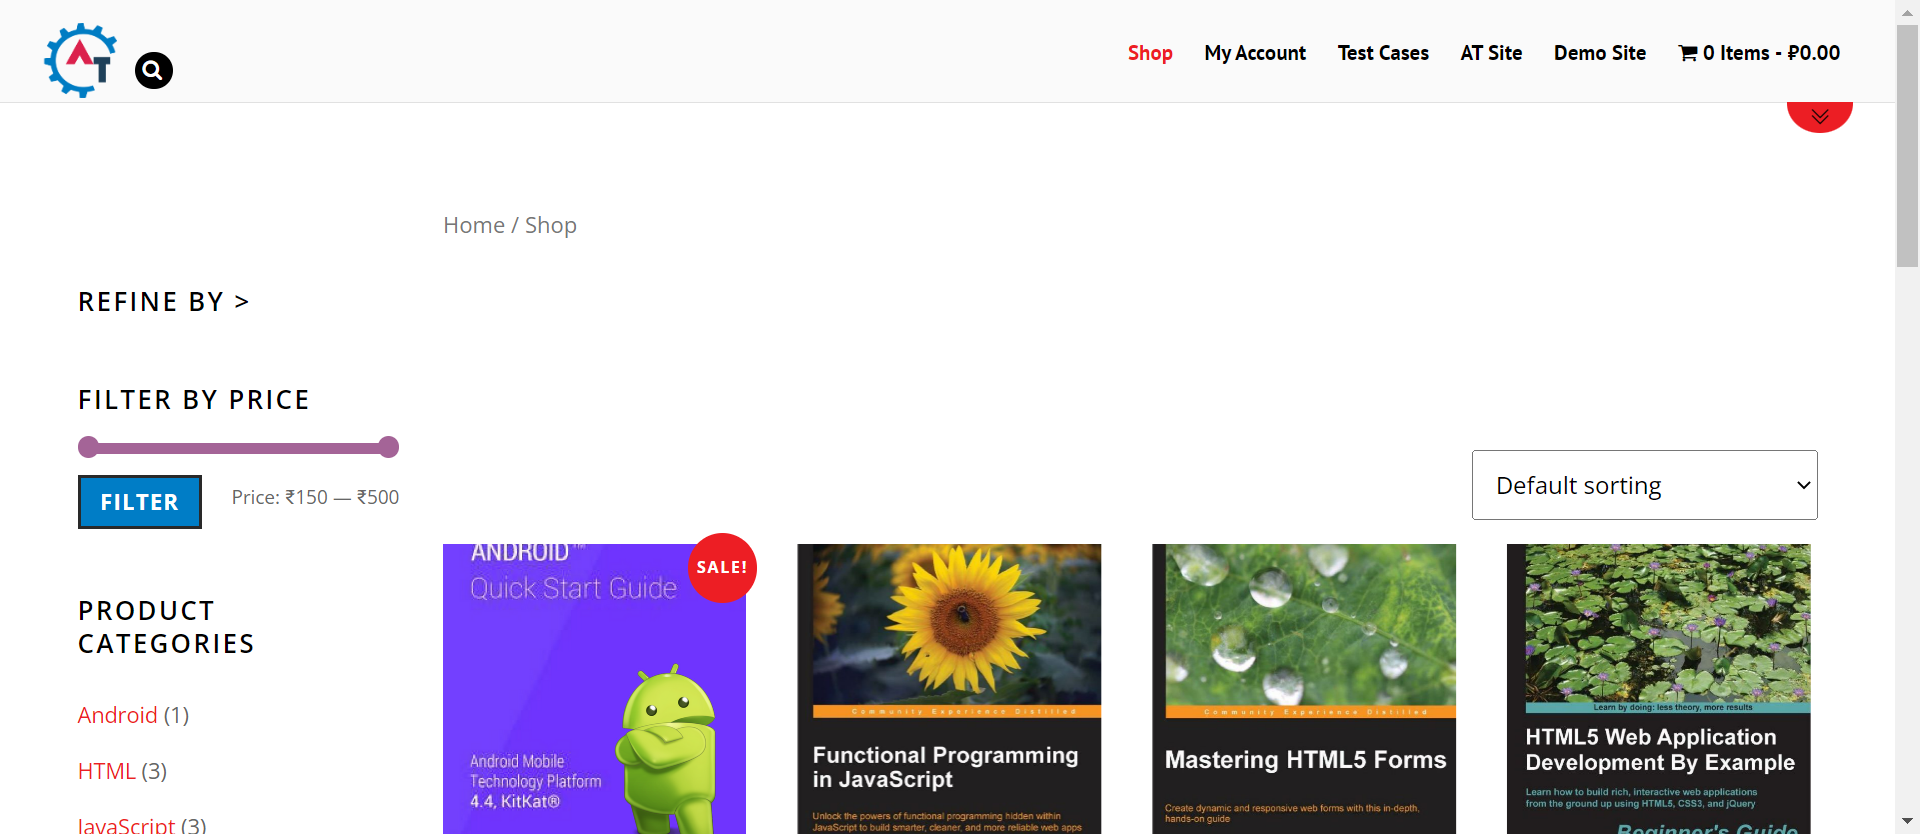 AT
Shop
My Account
Test Cases
AT Site
Demo Site
0 Items - ₽0.00
Home / Shop
REFINE BY >
FILTER BY PRICE
FILTER
Price: ₹150 — ₹500
Default sorting
PRODUCT
CATEGORIES
Android (1)
HTML (3)
JavaScript (3)
ANDROID™
Quick Start Guide
SALE!
Android Mobile
Technology Platform
4.4, KitKat®
Community Experience Distilled
Functional Programming
in JavaScript
Unlock the powers of functional programming hidden within
JavaScript to build smarter, cleaner, and more reliable web apps
Community Experience Distilled
Mastering HTML5 Forms
Create dynamic and responsive web forms with this in-depth,
hands-on guide
Learn by doing: less theory, more results
HTML5 Web Application
Development By Example
Learn how to build rich, interactive web applications
from the ground up using HTML5, CSS3, and jQuery
Beginner's Guide